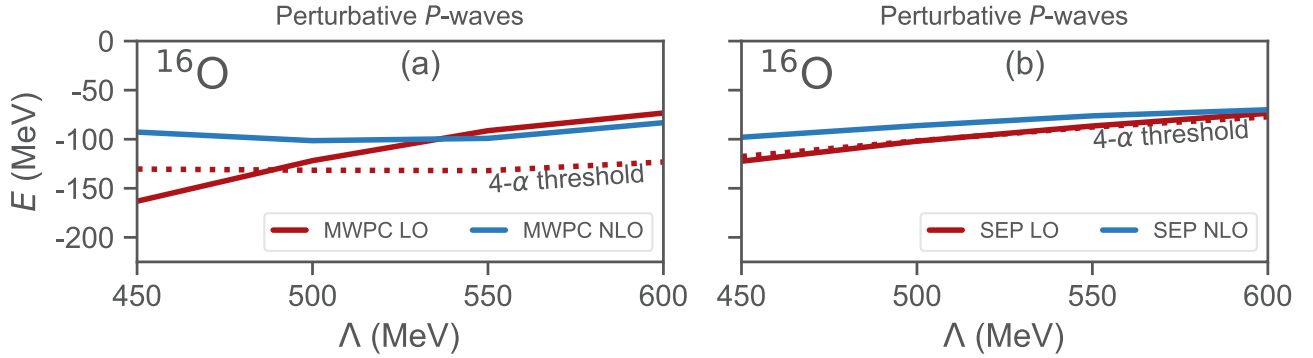 Perturbative P-waves
Perturbative P-waves
E (MeV)
0
-50
-100
-150
-200
¹⁶O
(a)
4-α threshold
MWPC LO
MWPC NLO
450
500
550
600
Λ (MeV)
¹⁶O
(b)
4-α threshold
SEP LO
SEP NLO
450
500
550
600
Λ (MeV)